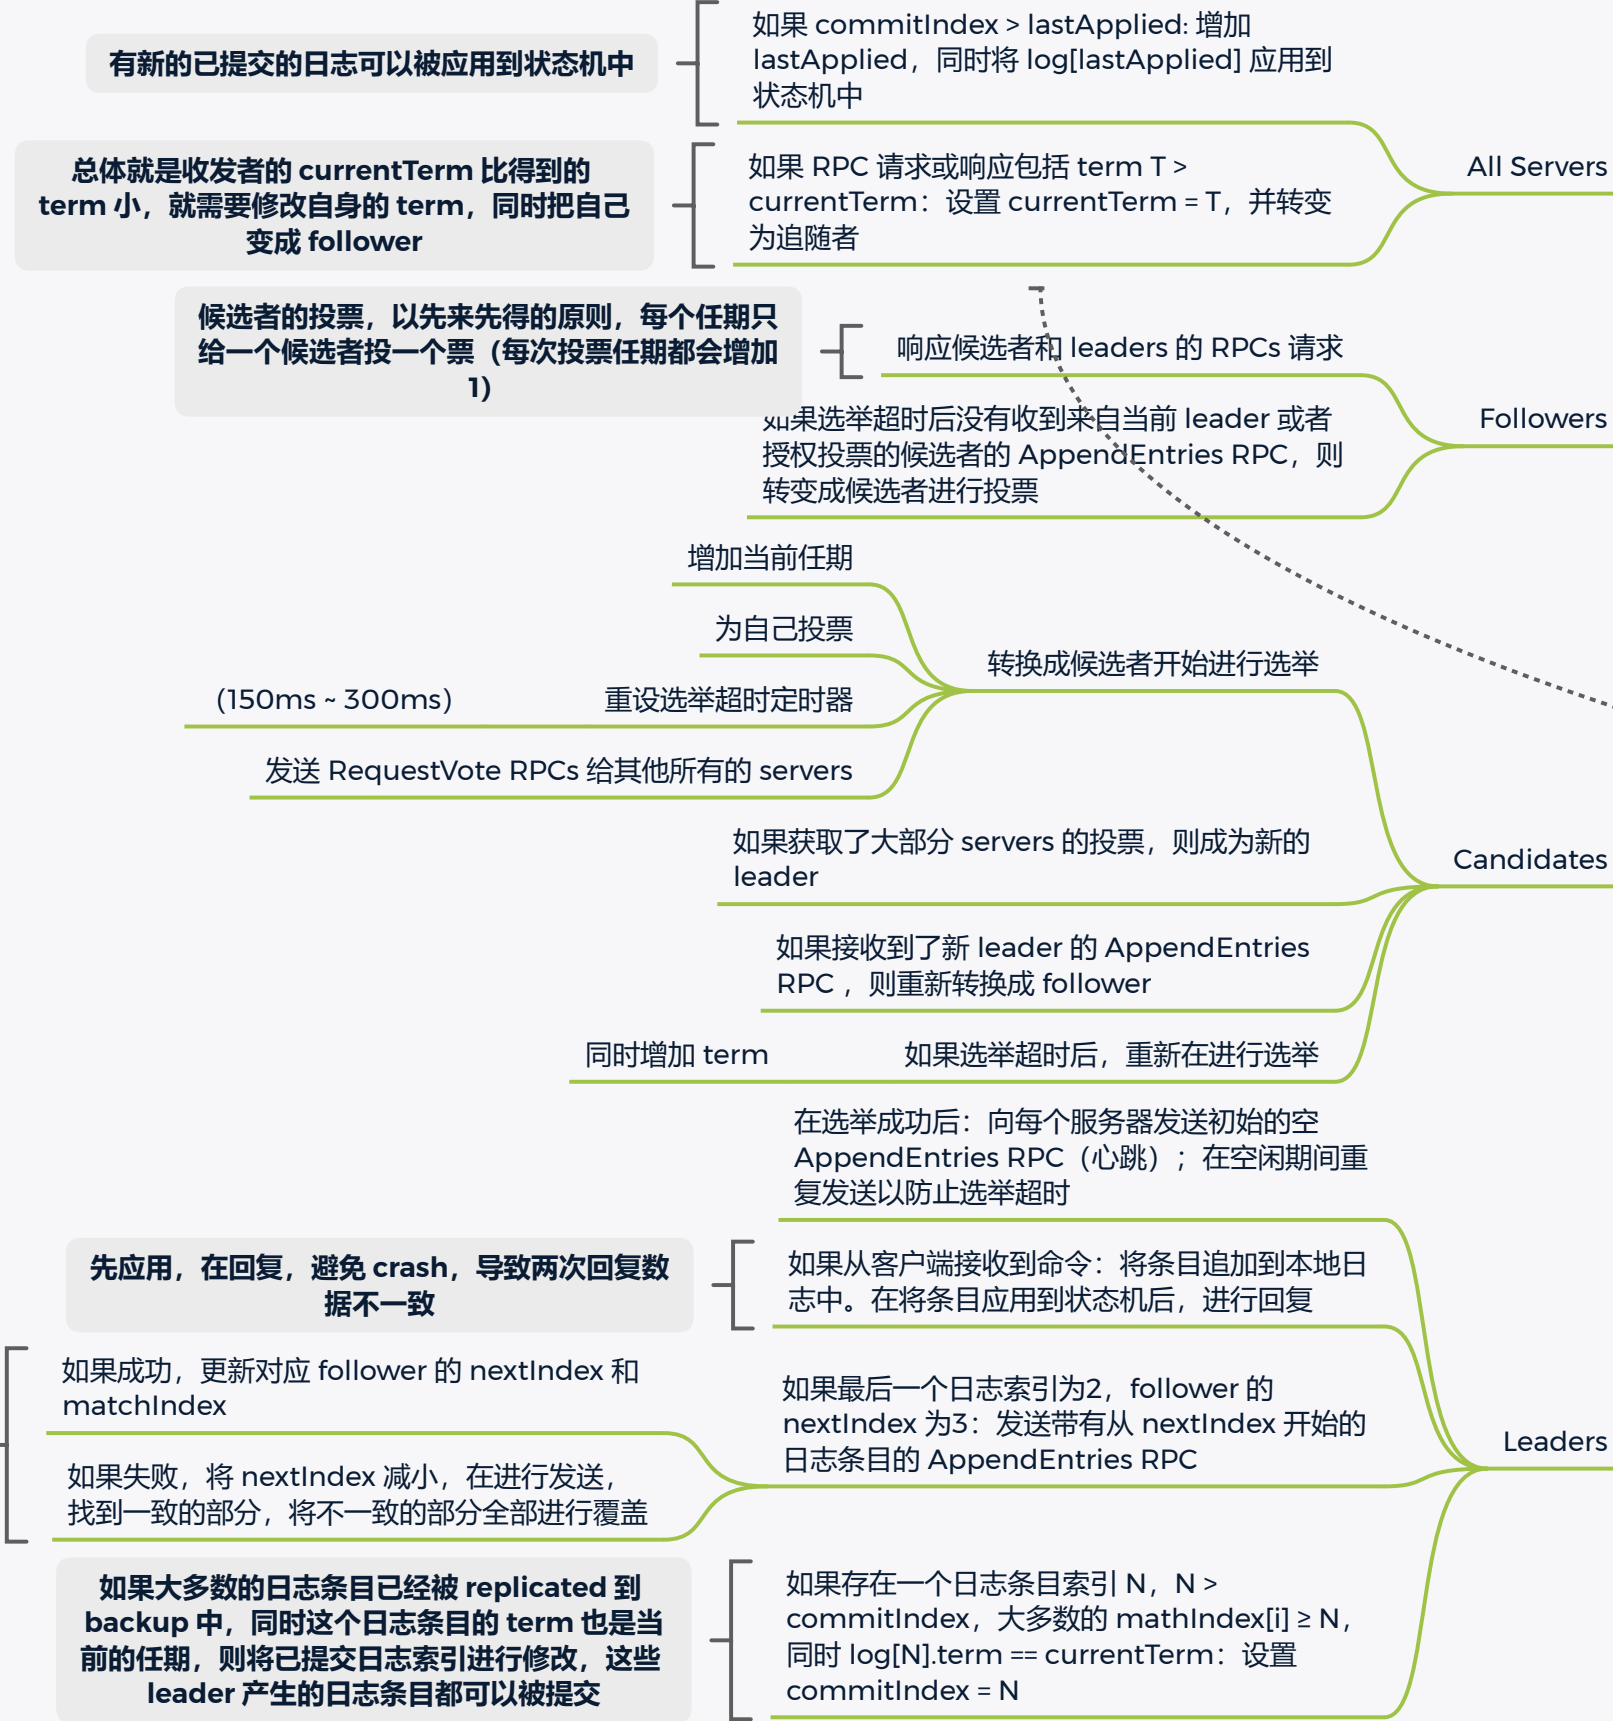 如果 commitIndex > lastApplied: 增加
lastApplied，同时将 log[lastApplied] 应用到
状态机中
有新的已提交的日志可以被应用到状态机中
All Servers
如果 RPC 请求或响应包括 term T >
currentTerm：设置 currentTerm = T，并转变
为追随者
总体就是收发者的 currentTerm 比得到的
term 小，就需要修改自身的 term，同时把自己
变成 follower
候选者的投票，以先来先得的原则，每个任期只
给一个候选者投一个票（每次投票任期都会增加
1）
响应候选者和 leaders 的 RPCs 请求
Followers
如果选举超时后没有收到来自当前 leader 或者
授权投票的候选者的 AppendEntries RPC，则
转变成候选者进行投票
增加当前任期
为自己投票
转换成候选者开始进行选举
（150ms ~ 300ms）
重设选举超时定时器
发送 RequestVote RPCs 给其他所有的 servers
如果获取了大部分 servers 的投票，则成为新的
leader
Candidates
如果接收到了新 leader 的 AppendEntries
RPC ，则重新转换成 follower
同时增加 term
如果选举超时后，重新在进行选举
在选举成功后：向每个服务器发送初始的空
AppendEntries RPC（心跳）；在空闲期间重
复发送以防止选举超时
先应用，在回复，避免 crash，导致两次回复数
据不一致
如果从客户端接收到命令：将条目追加到本地日
志中。在将条目应用到状态机后，进行回复
如果成功，更新对应 follower 的 nextIndex 和
matchIndex
如果最后一个日志索引为2，follower 的
nextIndex 为3：发送带有从 nextIndex 开始的
日志条目的 AppendEntries RPC
Leaders
如果失败，将 nextIndex 减小，在进行发送，
找到一致的部分，将不一致的部分全部进行覆盖
如果大多数的日志条目已经被 replicated 到
backup 中，同时这个日志条目的 term 也是当
前的任期，则将已提交日志索引进行修改，这些
leader 产生的日志条目都可以被提交
如果存在一个日志条目索引 N，N >
commitIndex，大多数的 mathIndex[i] ≥ N，
同时 log[N].term == currentTerm：设置
commitIndex = N